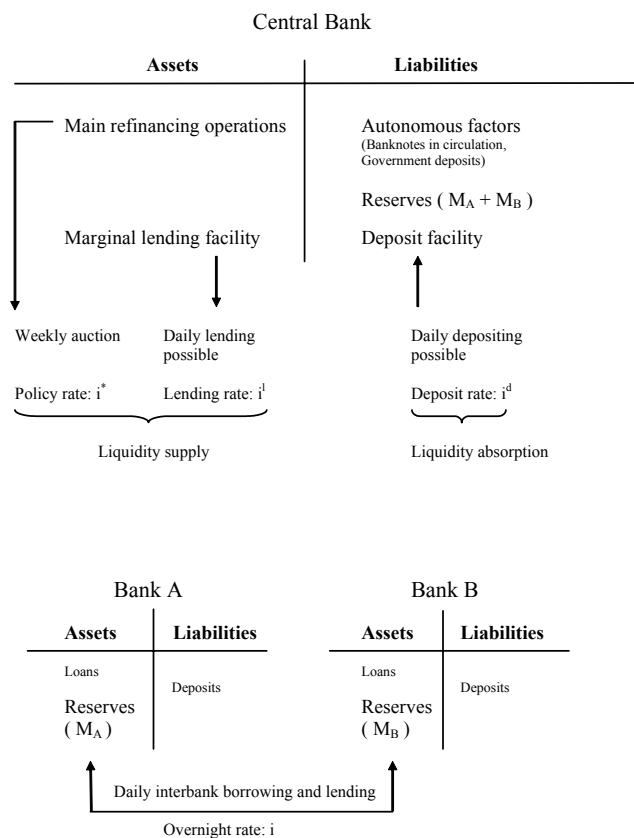 Central Bank
Assets
Liabilities
Main refinancing operations
Autonomous factors
(Banknotes in circulation,
Government deposits)
Reserves ( M_A + M_B )
Marginal lending facility
Deposit facility
Weekly auction
Daily lending
possible
Daily depositing
possible
Policy rate: i^*
Lending rate: i^l
Deposit rate: i^d
Liquidity supply
Liquidity absorption
Bank A
Assets
Liabilities
Loans
Deposits
Reserves
( M_A )
Bank B
Assets
Liabilities
Loans
Deposits
Reserves
( M_B )
Daily interbank borrowing and lending
Overnight rate: i